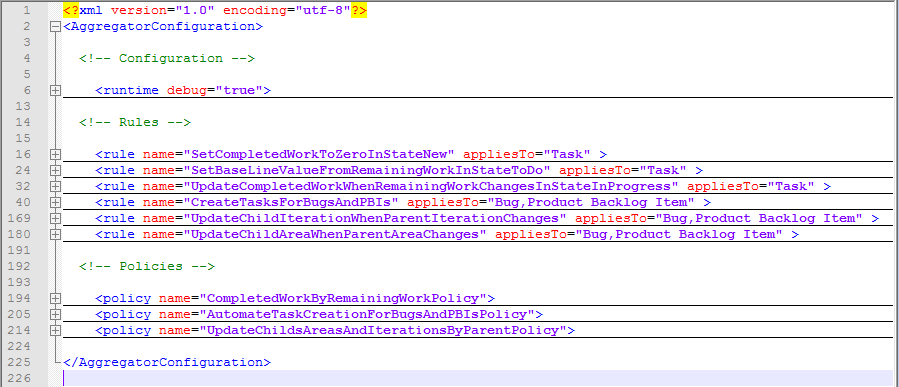 1 <?xml version="1.0" encoding="utf-8"?>
2 <AggregatorConfiguration>
3
4 <!-- Configuration -->
5
6 <runtime debug="true">
13
14 <!-- Rules -->
15
16 <rule name="SetCompletedWorkToZeroInStateNew" appliesTo="Task" >
24 <rule name="SetBaseLineValueFromRemainingWorkInStateToDo" appliesTo="Task" >
32 <rule name="UpdateCompletedWorkWhenRemainingWorkChangesInStateInProgress" appliesTo="Task" >
40 <rule name="CreateTasksForBugsAndPBIs" appliesTo="Bug,Product Backlog Item" >
169 <rule name="UpdateChildIterationWhenParentIterationChanges" appliesTo="Bug,Product Backlog Item" >
180 <rule name="UpdateChildAreaWhenParentAreaChanges" appliesTo="Bug,Product Backlog Item" >
191
192 <!-- Policies -->
193
194 <policy name="CompletedWorkByRemainingWorkPolicy">
205 <policy name="AutomateTaskCreationForBugsAndPBIsPolicy">
214 <policy name="UpdateChildsAreasAndIterationsByParentPolicy">
224
225 </AggregatorConfiguration>
226